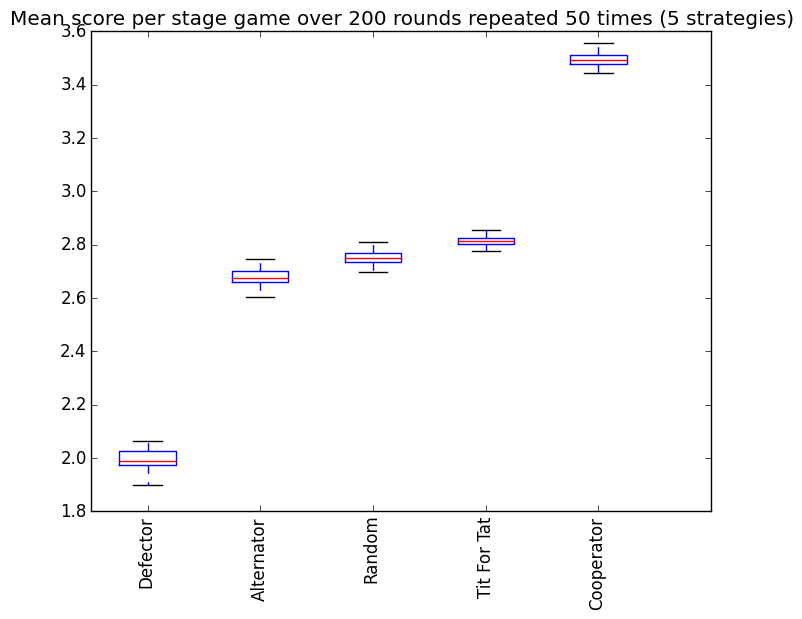 Mean score per stage game over 200 rounds repeated 50 times (5 strategies)
3.6
3.4
3.2
3.0
2.8
2.6
2.4
2.2
2.0
1.8
Defector
Alternator
Random
Tit For Tat
Cooperator